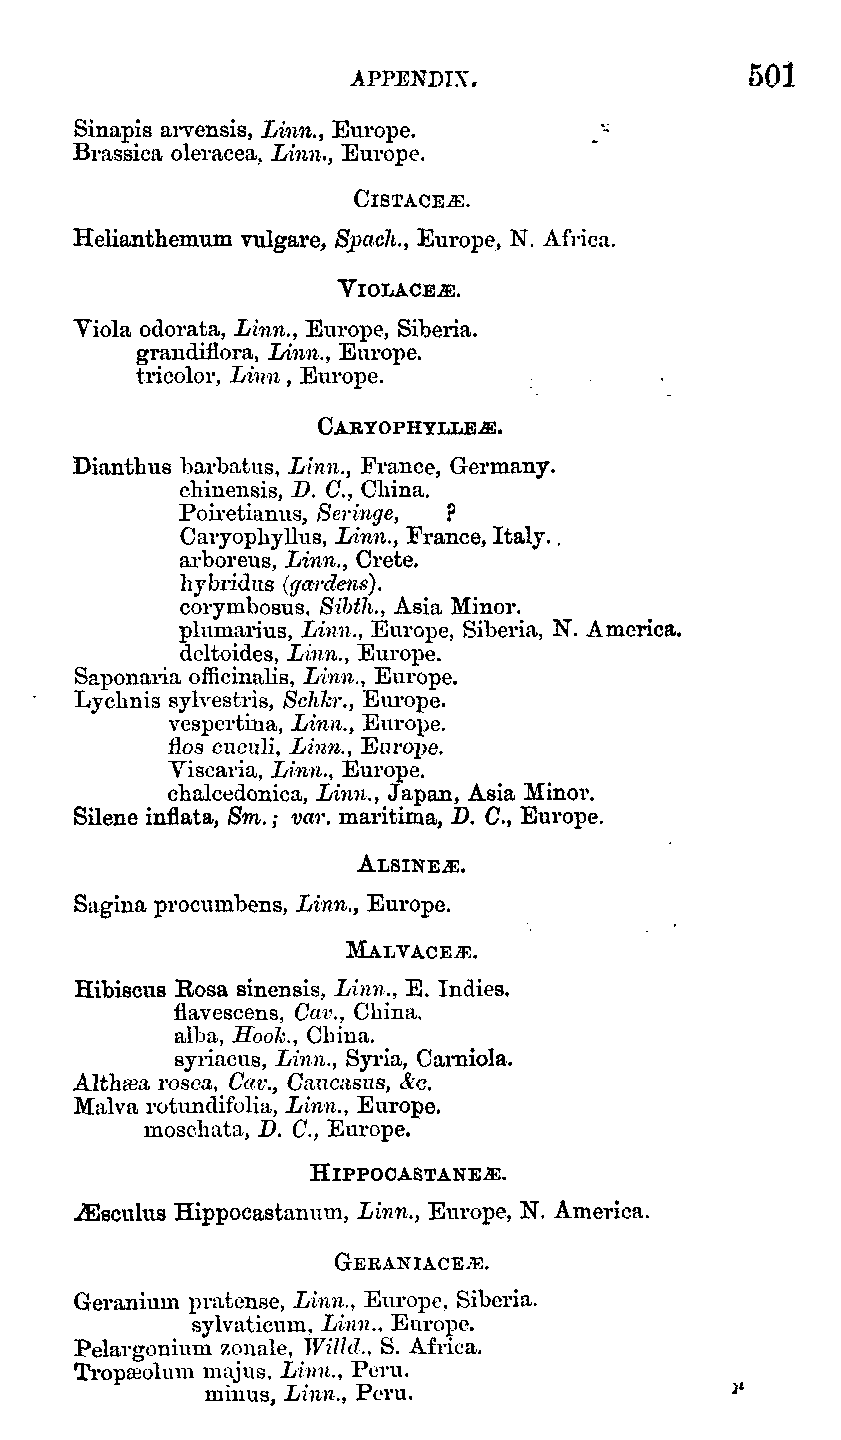 APPENDIX. 501
Sinapis arvensis, Linn., Europe.
Brassica oleracea, Linn., Europe.
CISTACEÆ.
Helianthemum vulgare, Spach., Europe, N. Africa.
VIOLACEÆ.
Viola odorata, Linn., Europe, Siberia.
grandiflora, Linn., Europe.
tricolor, Linn, Europe.
CARYOPHYLLEÆ.
Dianthus barbatus, Linn., France, Germany.
chinensis, D. C., China.
Poiretianus, Seringe, ?
Caryophyllus, Linn., France, Italy.
arboreus, Linn., Crete.
hybridus (gardens).
corymbosus, Sibth., Asia Minor.
plumarius, Linn., Europe, Siberia, N. America.
deltoides, Linn., Europe.
Saponaria officinalis, Linn., Europe.
Lychnis sylvestris, Schkr., Europe.
vespertina, Linn., Europe.
flos cuculi, Linn., Europe.
Viscaria, Linn., Europe.
chalcedonica, Linn., Japan, Asia Minor.
Silene inflata, Sm.; var. maritima, D. C., Europe.
ALSINEÆ.
Sagina procumbens, Linn., Europe.
MALVACEÆ.
Hibiscus Rosa sinensis, Linn., E. Indies.
flavescens, Cav., China.
alba, Hook., China.
syriacus, Linn., Syria, Carniola.
Althæa rosea, Cav., Caucasus, &c.
Malva rotundifolia, Linn., Europe.
moschata, D. C., Europe.
HIPPOCASTANEÆ.
Æsculus Hippocastanum, Linn., Europe, N. America.
GERANIACEÆ.
Geranium pratense, Linn., Europe, Siberia.
sylvaticum, Linn., Europe.
Pelargonium zonale, Willd., S. Africa.
Tropæolum majus, Linn., Peru.
minus, Linn., Peru.